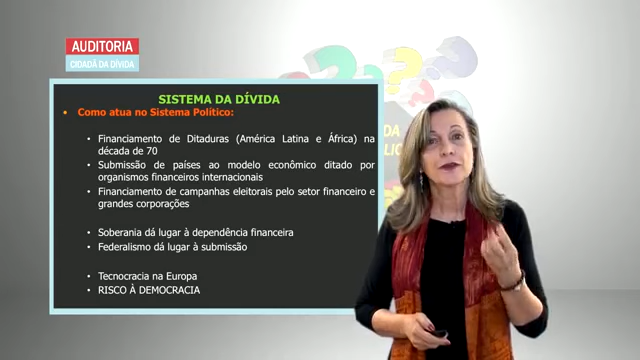 AUDITORIA
CIDADÃ DA DÍVIDA
SISTEMA DA DÍVIDA
• Como atua no Sistema Político:
• Financiamento de Ditaduras (América Latina e África) na
década de 70
• Submissão de países ao modelo econômico ditado por
organismos financeiros internacionais
• Financiamento de campanhas eleitorais pelo setor financeiro e
grandes corporações
• Soberania dá lugar à dependência financeira
• Federalismo dá lugar à submissão
• Tecnocracia na Europa
• RISCO À DEMOCRACIA